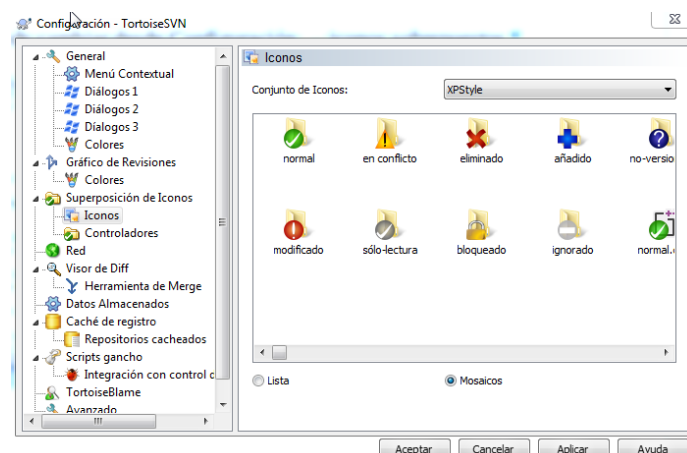 Configuración - TortoiseSVN
General
Menú Contextual
Diálogos 1
Diálogos 2
Díalogos 3
Colores
Gráfico de Revisiones
Colores
Superposición de Iconos
Iconos
Controladores
Red
Visor de Diff
Herramienta de Merge
Datos Almacenados
Caché de registro
Repositorios cacheados
Scripts gancho
Integración con control c
TortoiseBlame
Avanzado
Iconos
Conjunto de Iconos:
XPStyle
normal
en conflicto
eliminado
añadido
no-versio
modificado
sólo-lectura
bloqueado
ignorado
normal.
Lista
Mosaicos
Aceptar
Cancelar
Aplicar
Ayuda